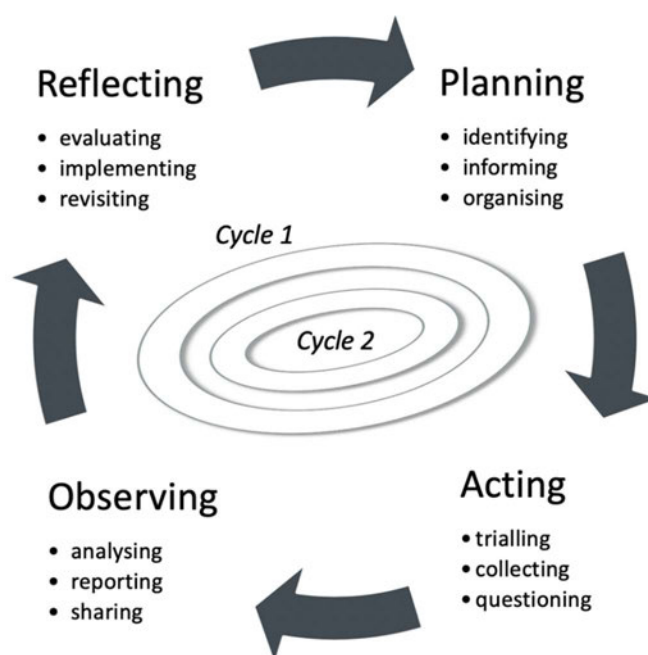 Reflecting
• evaluating
• implementing
• revisiting
Planning
• identifying
• informing
• organising
Cycle 1
Cycle 2
Observing
• analysing
• reporting
• sharing
Acting
• trialling
• collecting
• questioning